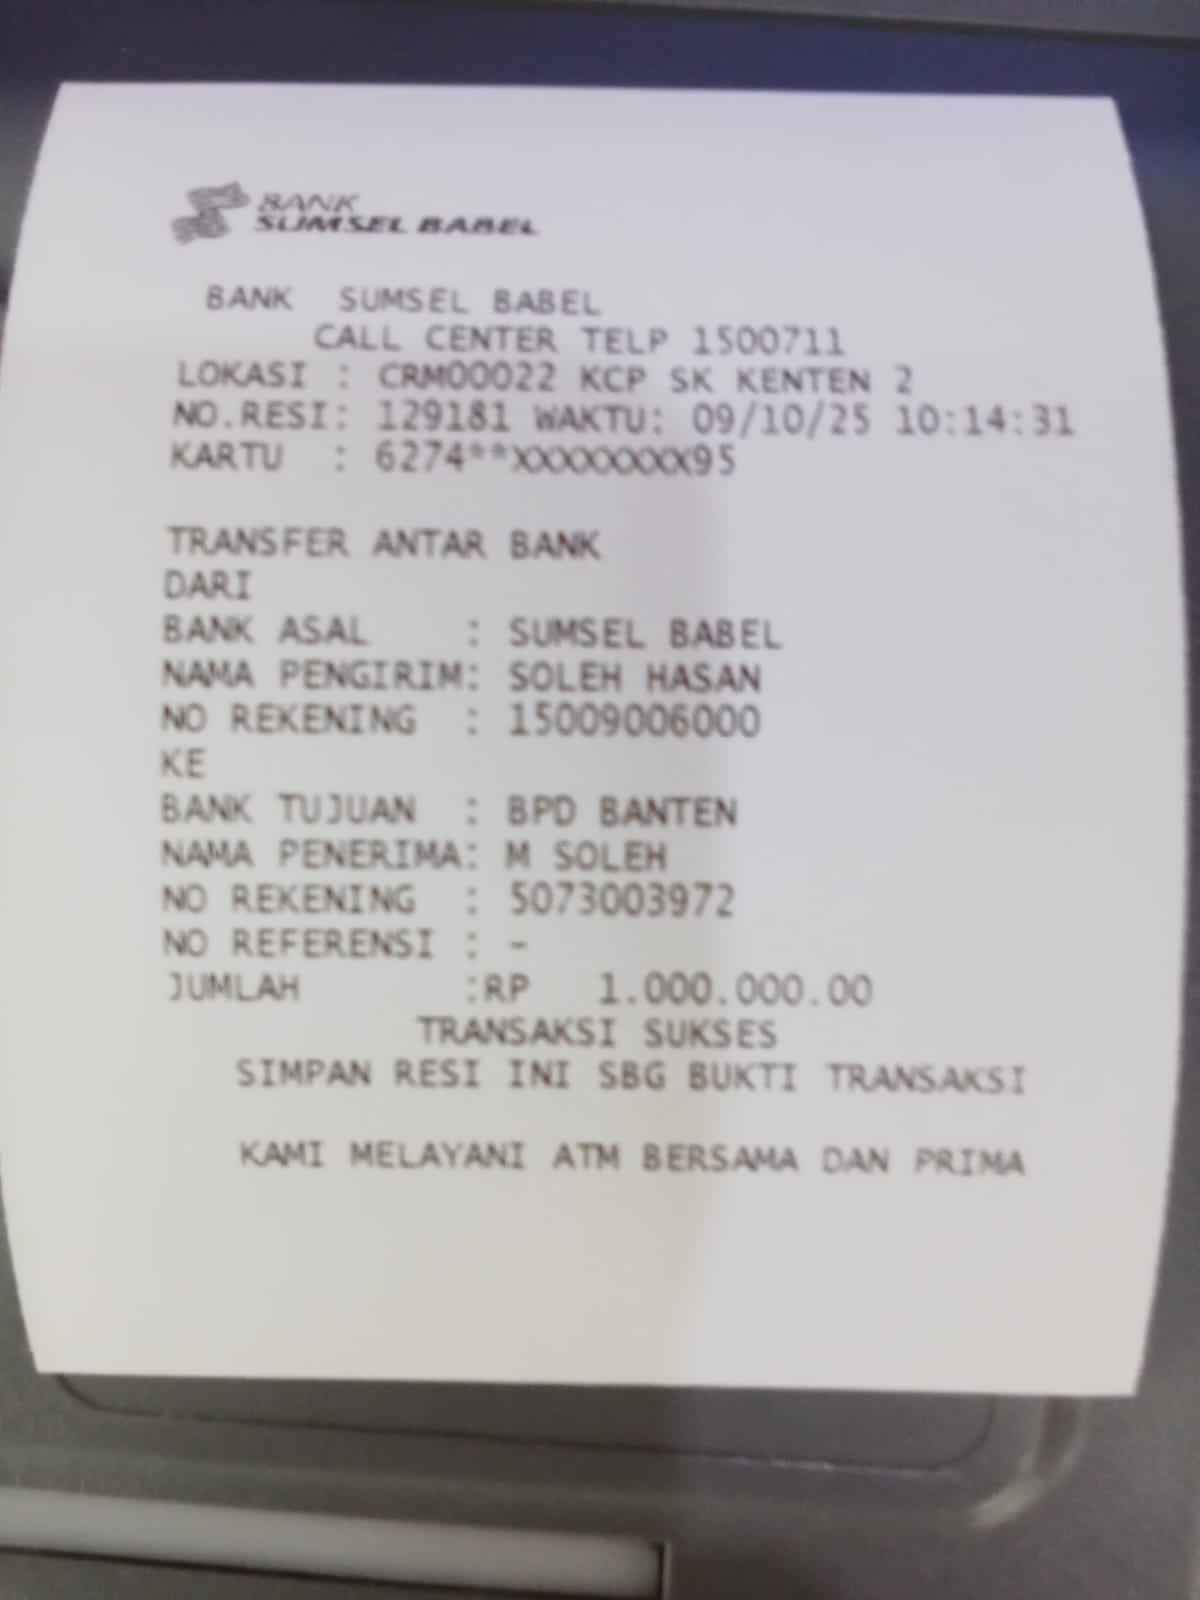 BANK
SUMSEL BABEL
BANK SUMSEL BABEL
CALL CENTER TELP 1500711
LOKASI : CRM00022 KCP SK KENTEN 2
NO.RESI: 129181 WAKTU: 09/10/25 10:14:31
KARTU : 6274**XXXXXXXXXX95
TRANSFER ANTAR BANK
DARI
BANK ASAL : SUMSEL BABEL
NAMA PENGIRIM: SOLEH HASAN
NO REKENING : 15009006000
KE
BANK TUJUAN : BPD BANTEN
NAMA PENERIMA: M SOLEH
NO REKENING : 5073003972
NO REFERENSI : -
JUMLAH :RP 1.000.000.00
TRANSAKSI SUKSES
SIMPAN RESI INI SBG BUKTI TRANSAKSI
KAMI MELAYANI ATM BERSAMA DAN PRIMA